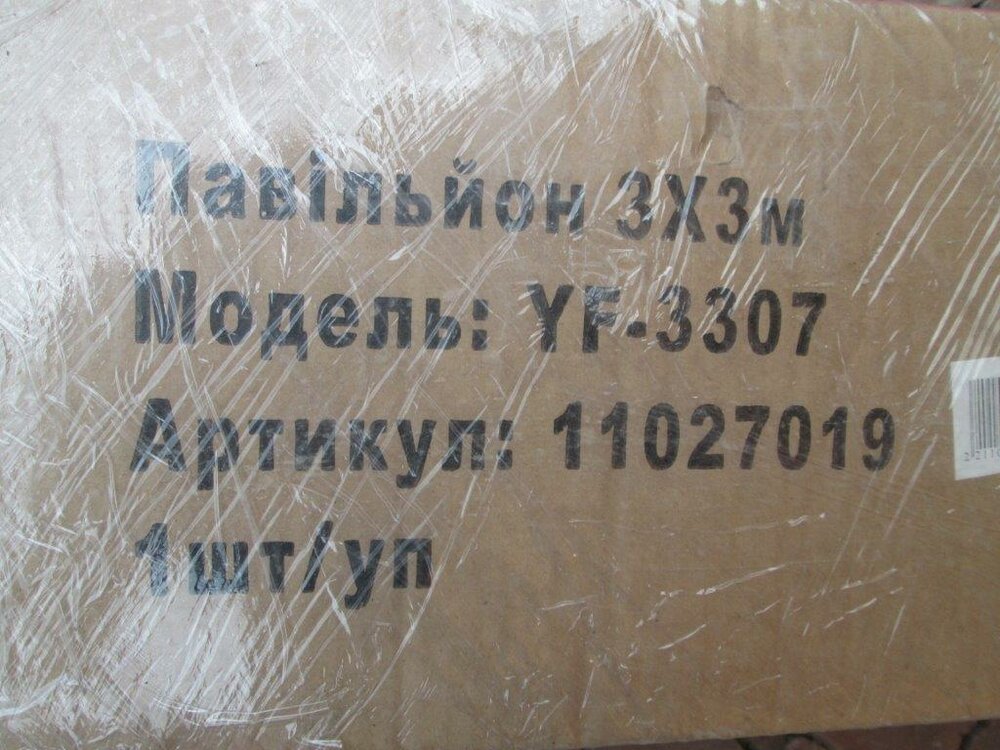 Павільйон 3Х3м
Модель: YF-3307
Артикул: 11027019
1шт/уп